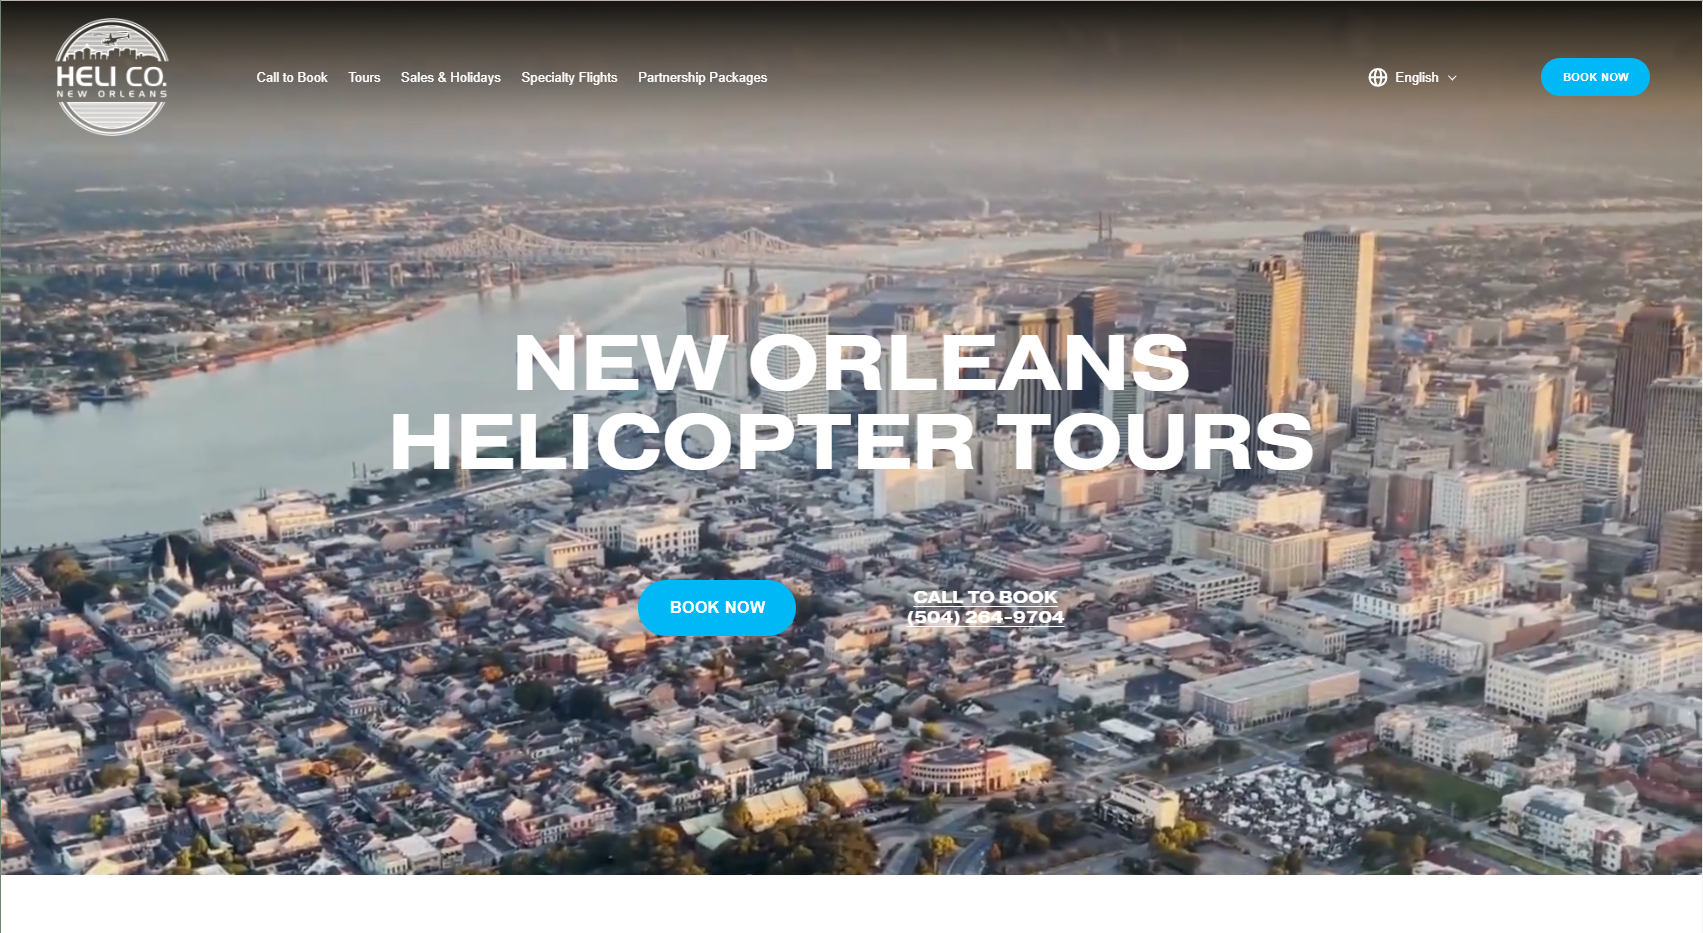 HELI CO.
NEW ORLEANS
Call to Book
Tours
Sales & Holidays
Specialty Flights
Partnership Packages
English
BOOK NOW
NEW ORLEANS
HELICOPTER TOURS
BOOK NOW
CALL TO BOOK
(504) 264-9704